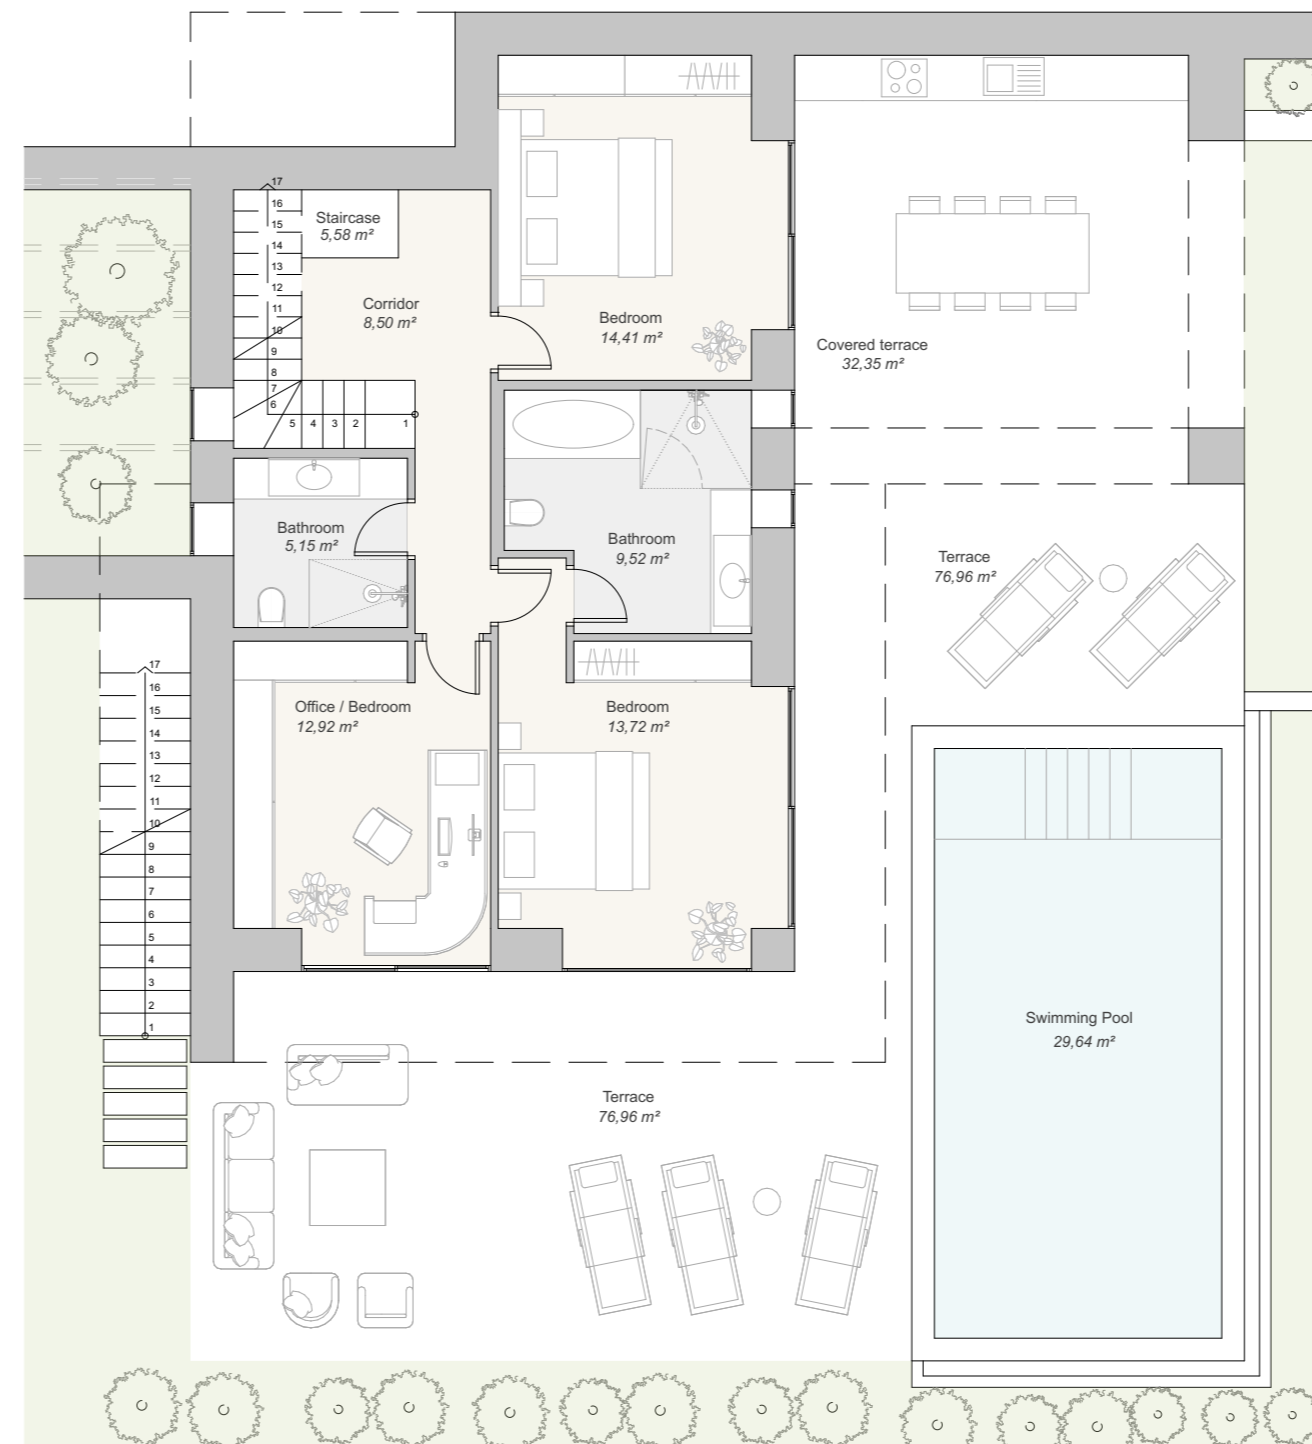 17
16
15
14
13
12
11
10
9
8
7
6
5
4
3
2
1
Staircase
5,58 m²
Corridor
8,50 m²
Bedroom
14,41 m²
Covered terrace
32,35 m²
Bathroom
5,15 m²
Bathroom
9,52 m²
Terrace
76,96 m²
17
16
15
14
13
12
11
10
9
8
7
6
5
4
3
2
1
Office / Bedroom
12,92 m²
Bedroom
13,72 m²
Swimming Pool
29,64 m²
Terrace
76,96 m²